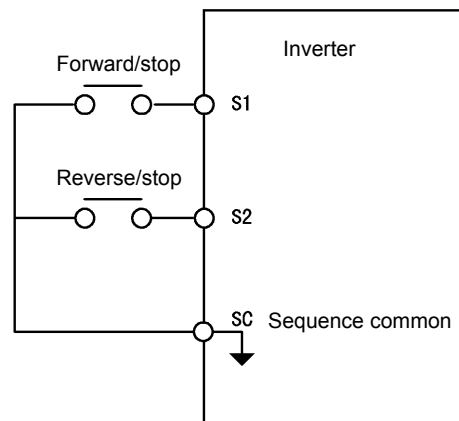 Inverter
Forward/stop
S1
Reverse/stop
S2
SC Sequence common